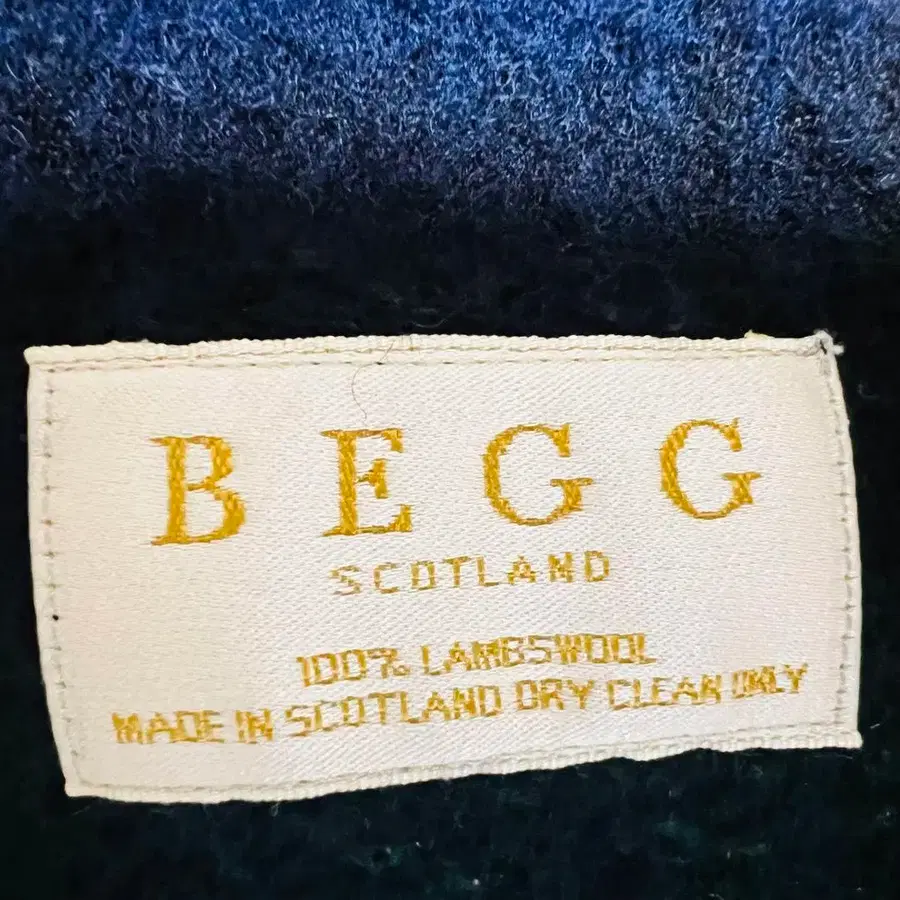 BEGG
SCOTLAND
100% LAMBSWOOL
MADE IN SCOTLAND DRY CLEAN ONLY